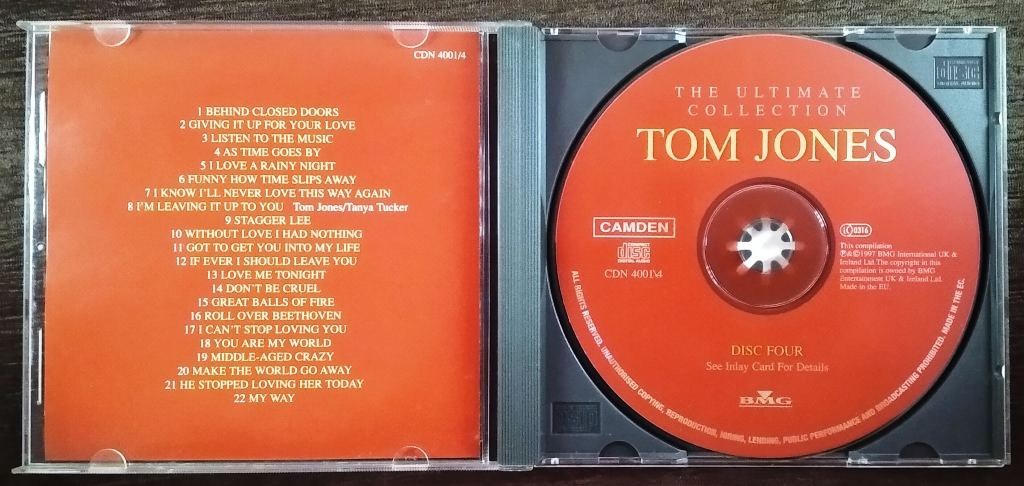 CDN 4001/4
1 BEHIND CLOSED DOORS
2 GIVING IT UP FOR YOUR LOVE
3 LISTEN TO THE MUSIC
4 AS TIME GOES BY
5 I LOVE A RAINY NIGHT
6 FUNNY HOW TIME SLIPS AWAY
7 I KNOW I'LL NEVER LOVE THIS WAY AGAIN
8 I'M LEAVING IT UP TO YOU Tom Jones/Tanya Tucker
9 STAGGER LEE
10 WITHOUT LOVE I HAD NOTHING
11 GOT TO GET YOU INTO MY LIFE
12 IF EVER I SHOULD LEAVE YOU
13 LOVE ME TONIGHT
14 DON'T BE CRUEL
15 GREAT BALLS OF FIRE
16 ROLL OVER BEETHOVEN
17 I CAN'T STOP LOVING YOU
18 YOU ARE MY WORLD
19 MIDDLE-AGED CRAZY
20 MAKE THE WORLD GO AWAY
21 HE STOPPED LOVING HER TODAY
22 MY WAY
THE ULTIMATE
COLLECTION
TOM JONES
CAMDEN
COMPACT
disc
DIGITAL AUDIO
CDN 4001\4
LC 0316
This compilation
℗&©1997 BMG International UK &
Ireland Ltd.The copyright in this
compilation is owned by BMG
Entertainment UK & Ireland Ltd.
Made in the EU.
DISC FOUR
See Inlay Card For Details
BMG
ALL RIGHTS RESERVED. UNAUTHORISED COPYING, REPRODUCTION, HIRING, LENDING, PUBLIC PERFORMANCE AND BROADCASTING PROHIBITED. MADE IN THE EC.
disc